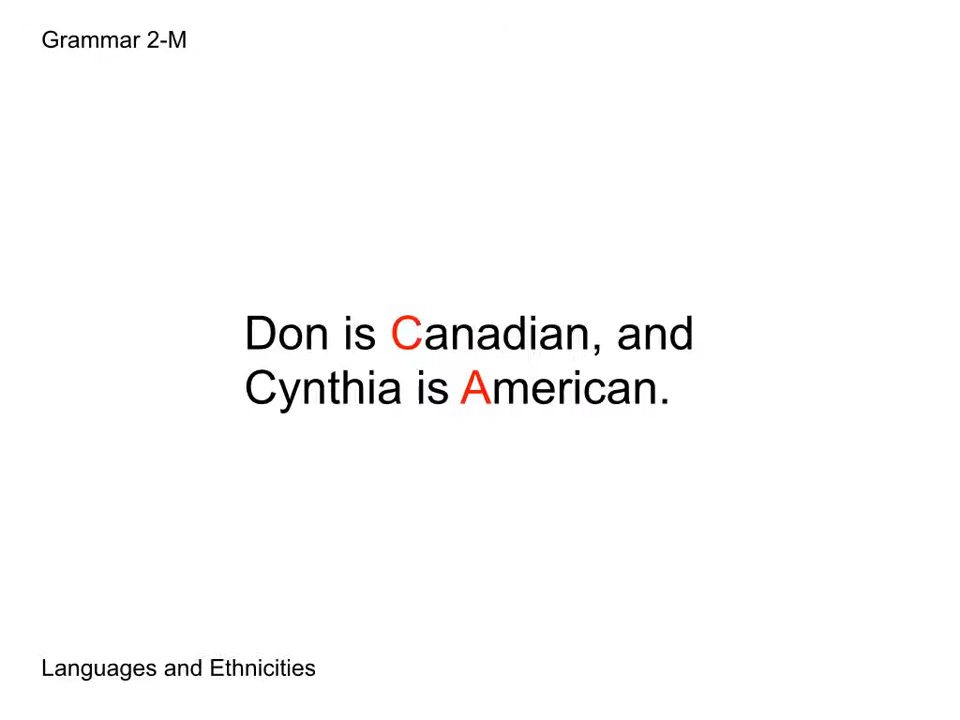 Grammar 2-M
Don is Canadian, and
Cynthia is American.
Languages and Ethnicities